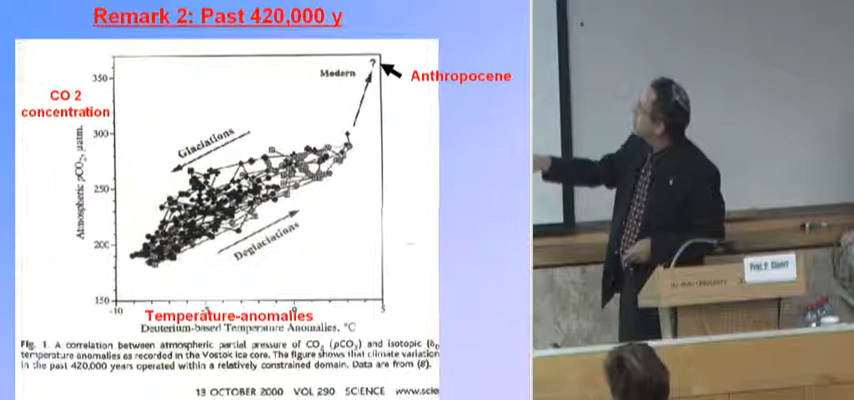 Remark 2: Past 420,000 y
350
Modern
?
Anthropocene
CO 2
concentration
300
Glaciations
Atmospheric pCO2, µatm.
250
200
Deglaciations
150
-10
5
Temperature-anomalies
Deuterium-based Temperature Anomalies, °C
Fig. 1. A correlation between atmospheric partial pressure of CO2 (pCO2) and isotopic
temperature anomalies as recorded in the Vostok ice core. The figure shows that climate variation
in the past 420,000 years operated within a relatively constrained domain. Data are from (8).
13 OCTOBER 2000 VOL 290 SCIENCE www.scie
Prof. P.